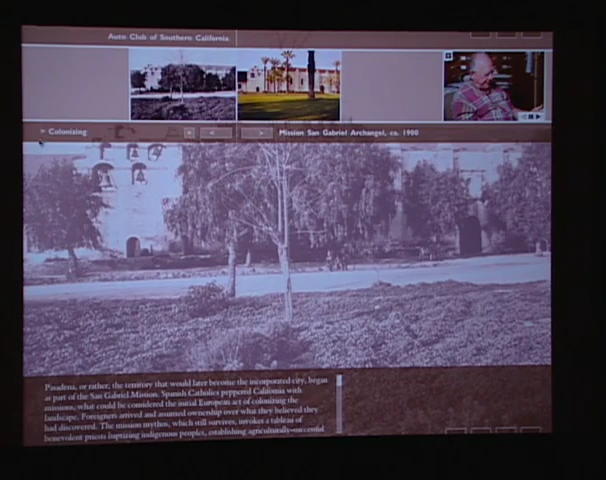 Auto Club of Southern California
> Colonizing
< > Mission San Gabriel Archangel, ca. 1900
Pasadena, or rather, the territory that would later become the incorporated city, began
as part of the San Gabriel Mission. Spanish Catholics peppered California with
missions, what could be considered the initial European act of colonizing the
landscape. Foreigners arrived and assumed ownership over what they believed they
had discovered. The mission mythos, which still survives, invokes a tableau of
benevolent priests baptizing indigenous peoples, establishing agriculturally-successful